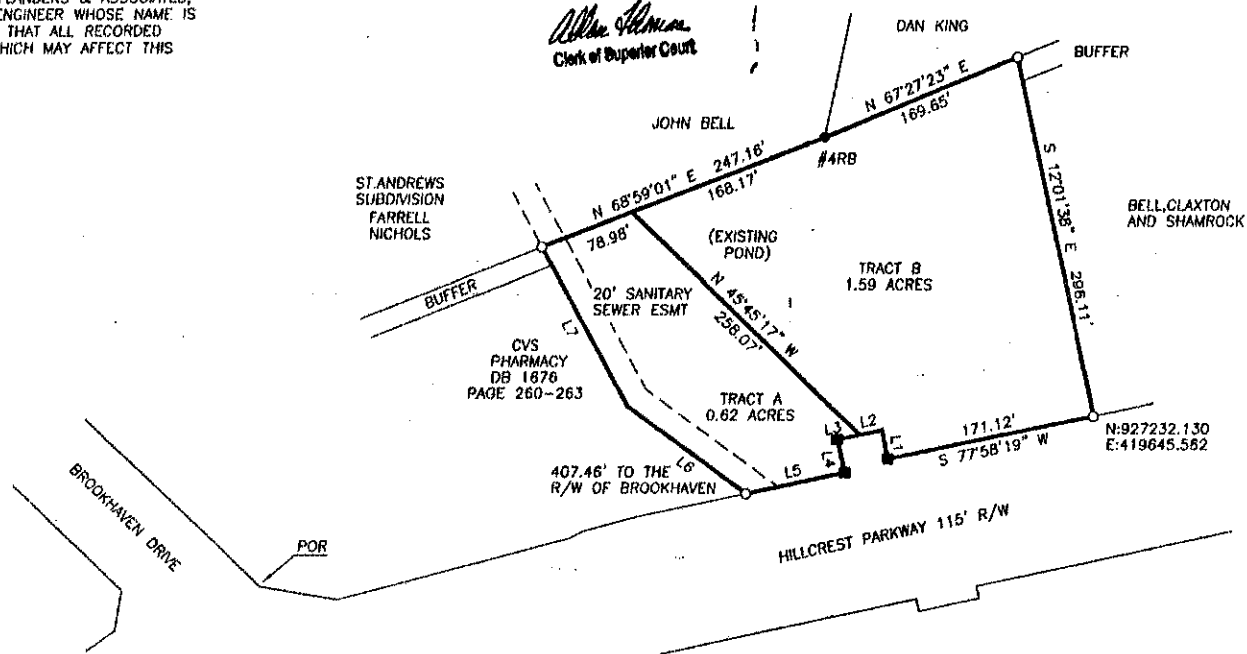 FLANDERS & ASSOCIATED,
ENGINEER WHOSE NAME IS
THAT ALL RECORDED
WHICH MAY AFFECT THIS
Clerk of Superior Court
DAN KING
BUFFER
N 67°27'23" E
169.65'
JOHN BELL
#4RB
N 68°59'01" E 247.16'
168.17'
78.98'
ST.ANDREWS
SUBDIVISION
FARRELL
NICHOLS
BUFFER
(EXISTING
POND)
S 12°01'38" E 295.11'
BELL,CLAXTON
AND SHAMROCK
TRACT B
1.59 ACRES
20' SANITARY
SEWER ESMT
N 45°45'17" W
258.07'
L7
CVS
PHARMACY
DB 1676
PAGE 260-263
TRACT A
0.62 ACRES
L3
L2
L4
L1
171.12'
S 77°58'19" W
N:927232.130
E:419645.562
L6
L5
407.46' TO THE
R/W OF BROOKHAVEN
BROOKHAVEN DRIVE
POR
HILLCREST PARKWAY 115' R/W